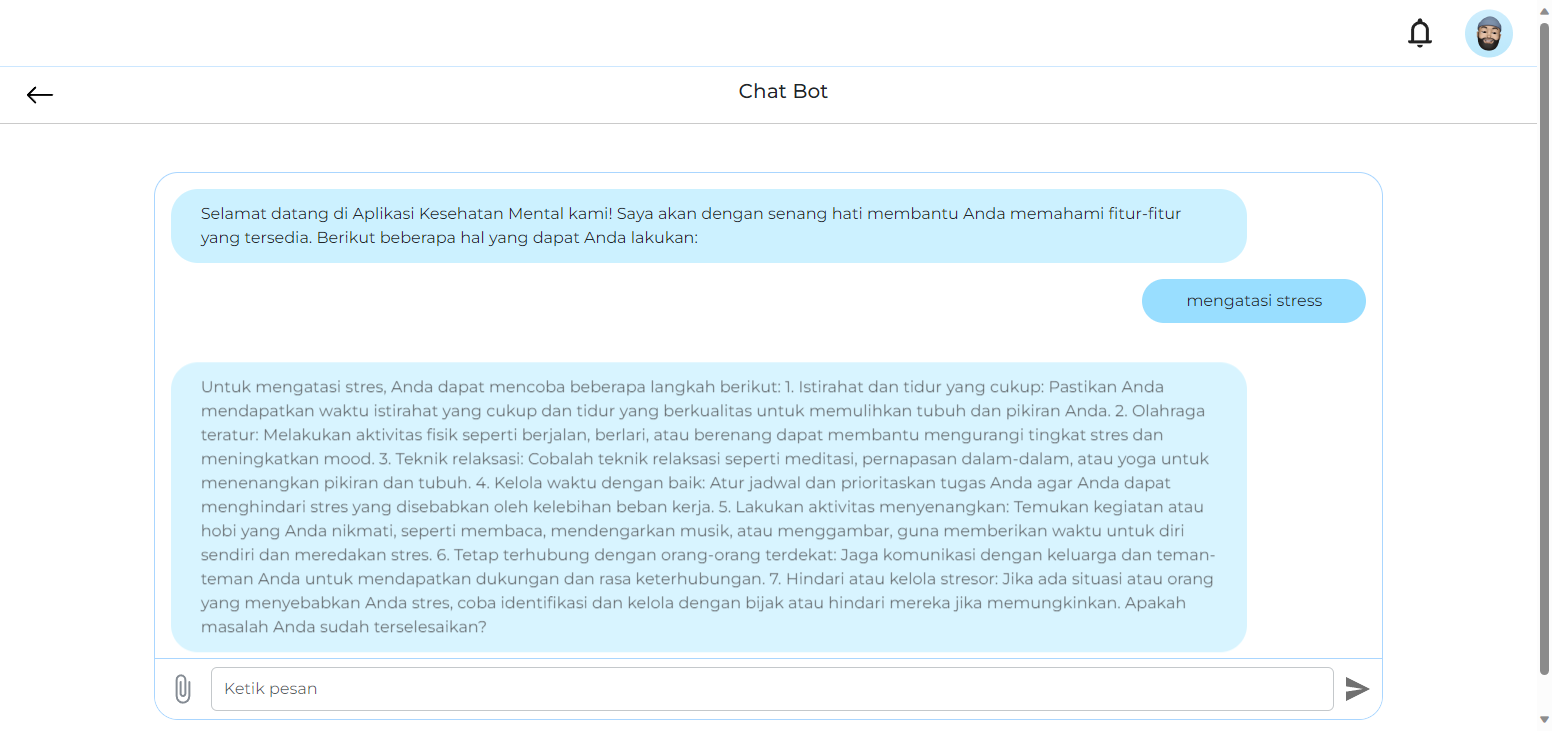 Chat Bot
Selamat datang di Aplikasi Kesehatan Mental kami! Saya akan dengan senang hati membantu Anda memahami fitur-fitur
yang tersedia. Berikut beberapa hal yang dapat Anda lakukan:
mengatasi stress
Untuk mengatasi stres, Anda dapat mencoba beberapa langkah berikut: 1. Istirahat dan tidur yang cukup: Pastikan Anda
mendapatkan waktu istirahat yang cukup dan tidur yang berkualitas untuk memulihkan tubuh dan pikiran Anda. 2. Olahraga
teratur: Melakukan aktivitas fisik seperti berjalan, berlari, atau berenang dapat membantu mengurangi tingkat stres dan
meningkatkan mood. 3. Teknik relaksasi: Cobalah teknik relaksasi seperti meditasi, pernapasan dalam-dalam, atau yoga untuk
menenangkan pikiran dan tubuh. 4. Kelola waktu dengan baik: Atur jadwal dan prioritaskan tugas Anda agar Anda dapat
menghindari stres yang disebabkan oleh kelebihan beban kerja. 5. Lakukan aktivitas menyenangkan: Temukan kegiatan atau
hobi yang Anda nikmati, seperti membaca, mendengarkan musik, atau menggambar, guna memberikan waktu untuk diri
sendiri dan meredakan stres. 6. Tetap terhubung dengan orang-orang terdekat: Jaga komunikasi dengan keluarga dan teman-
teman Anda untuk mendapatkan dukungan dan rasa keterhubungan. 7. Hindari atau kelola stresor: Jika ada situasi atau orang
yang menyebabkan Anda stres, coba identifikasi dan kelola dengan bijak atau hindari mereka jika memungkinkan. Apakah
masalah Anda sudah terselesaikan?
Ketik pesan